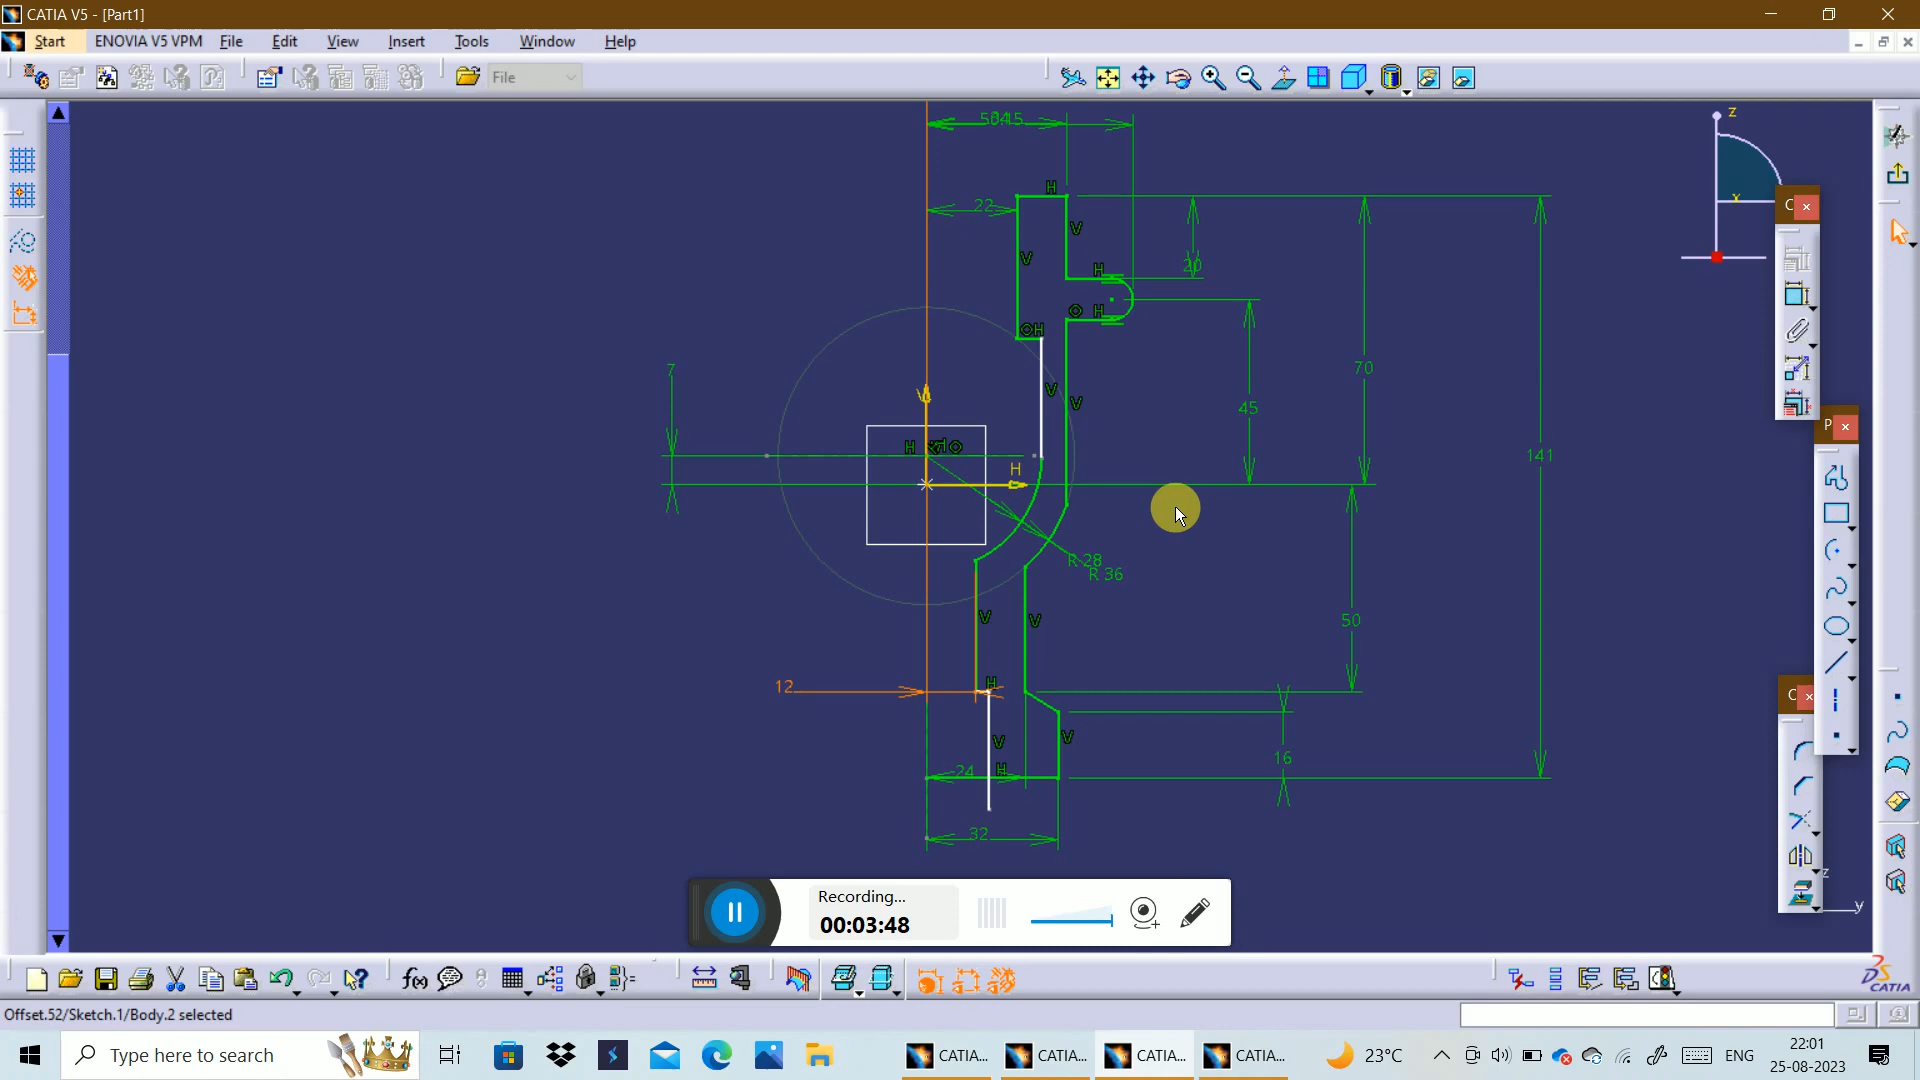 CATIA V5 - [Part1]
Start ENOVIA V5 VPM File Edit View Insert Tools Window Help
File
z
x
C
22
H
V
V
20
V
H
O H
OH
70
7
45
V
V
V
H
O
H
141
P
R 28
R 36
V
V
50
12
H
C
V
V
16
24
H
32
z
y
Recording...
00:03:48
f(x)
CATIA
Offset.52/Sketch.1/Body.2 selected
Type here to search
CATIA... CATIA... CATIA... CATIA...
23°C
ENG
22:01
25-08-2023